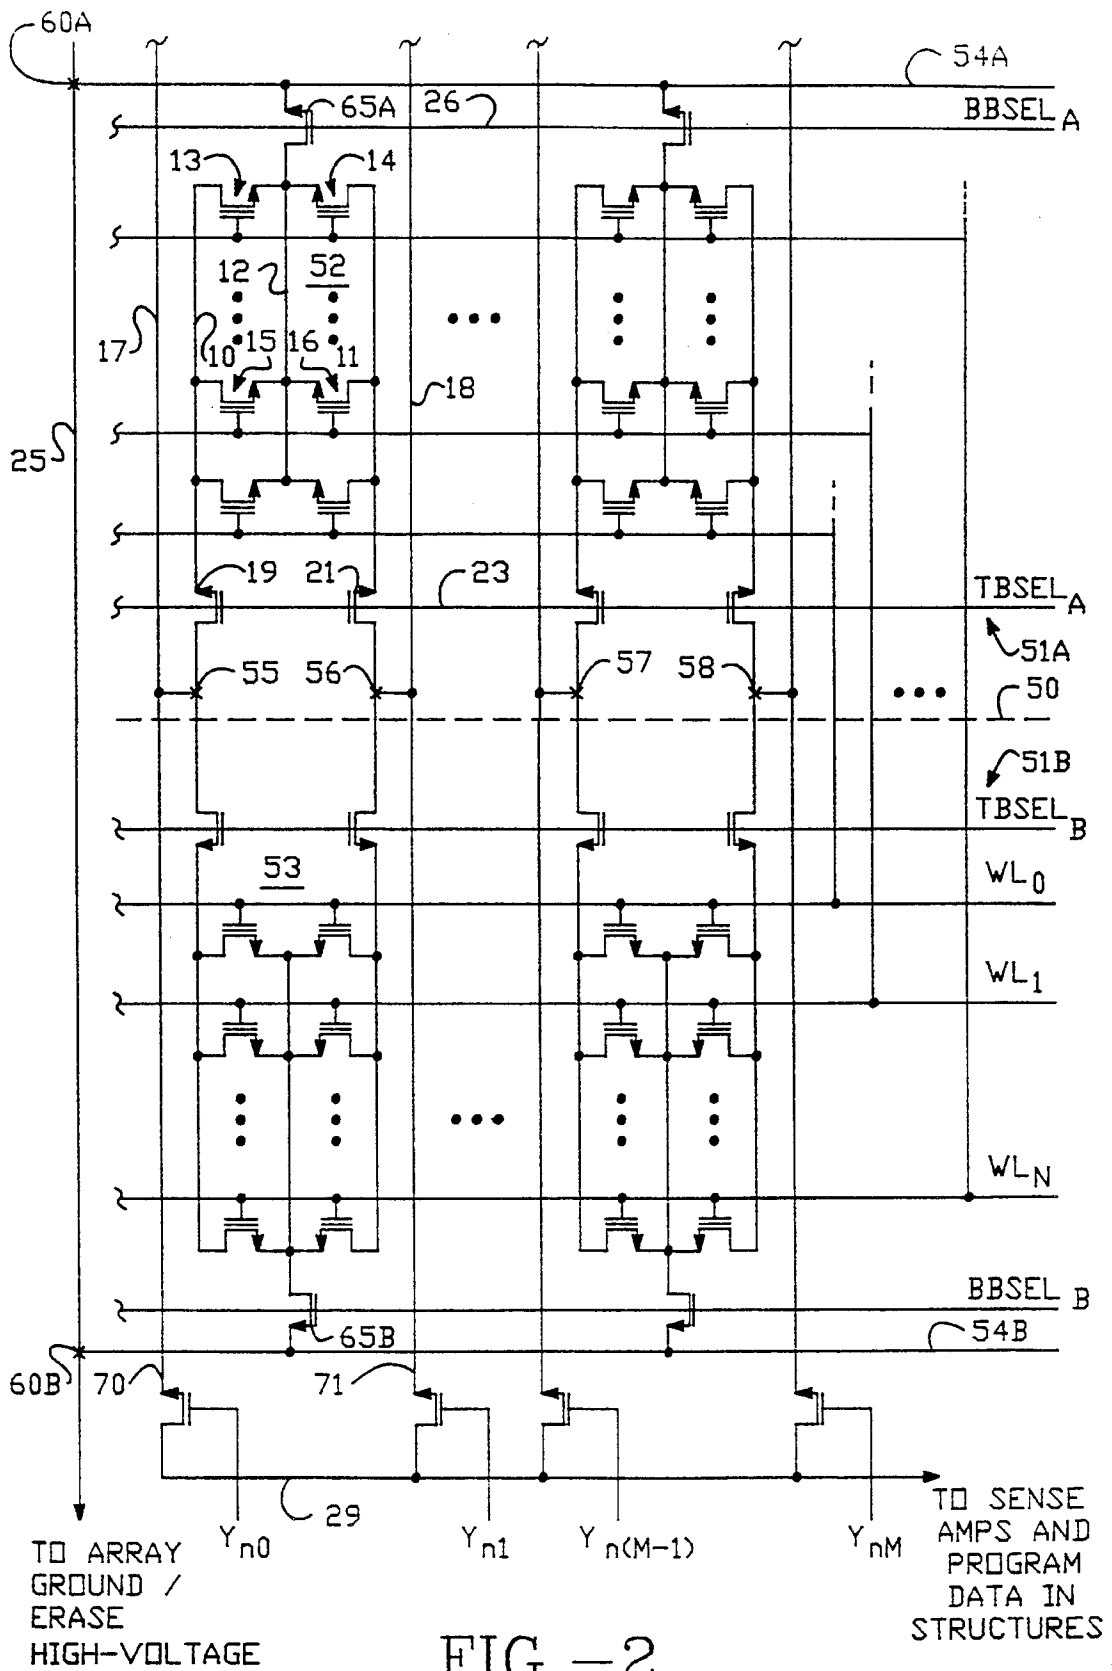 60A
54A
65A 26 BBSEL A
13 14
12 52
10 15 16 11
17 18
25
19 21 23 TBSEL A
51A
55 56 57 58
50
51B
TBSEL B
53
WL 0
WL 1
WL N
BBSEL B
65B 54B
60B 70 71
29
Y n0 Y n1 Y n(M-1) Y nM
TO ARRAY
GROUND /
ERASE
HIGH-VOLTAGE
TO SENSE
AMPS AND
PROGRAM
DATA IN
STRUCTURES
FIG.-2